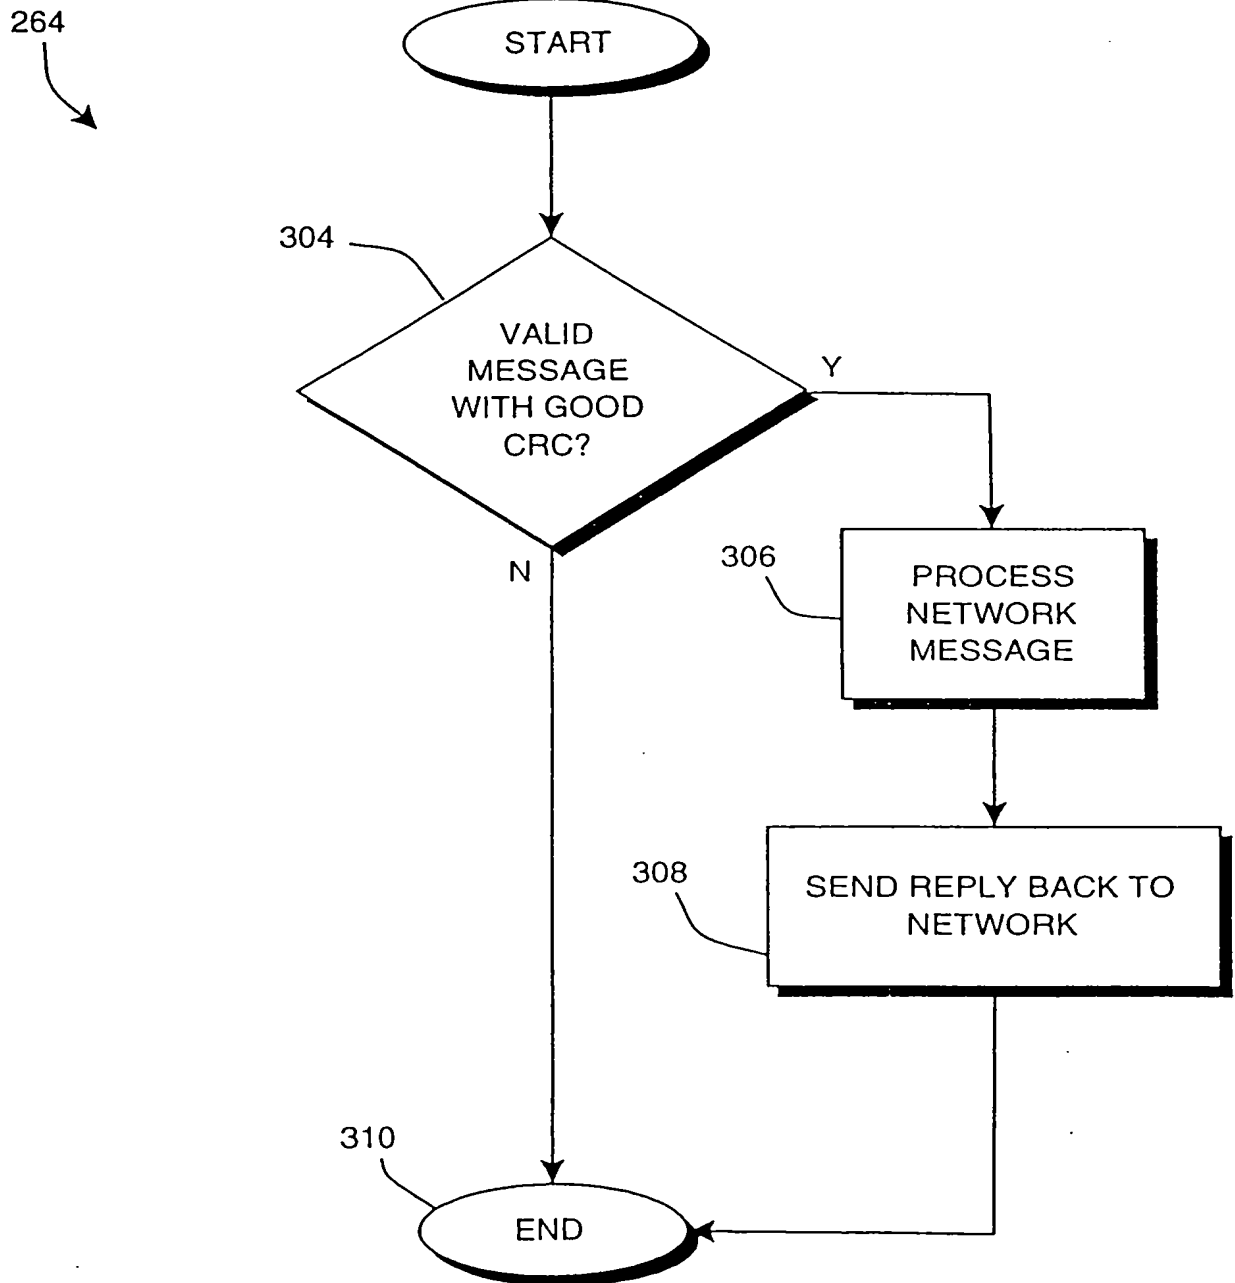 264
START
304
VALID
MESSAGE
WITH GOOD
CRC?
Y
N
306
PROCESS
NETWORK
MESSAGE
308
SEND REPLY BACK TO
NETWORK
310
END